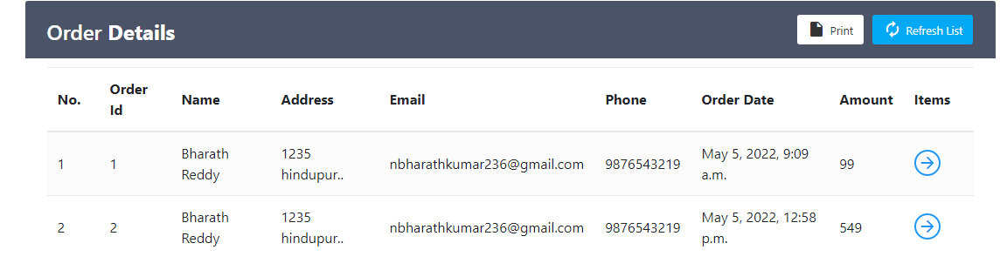 Order Details
Print
Refresh List
No. Order Id Name Address Email Phone Order Date Amount Items
1 1 Bharath Reddy 1235 hindupur.. nbharathkumar236@gmail.com 9876543219 May 5, 2022, 9:09 a.m. 99
2 2 Bharath Reddy 1235 hindupur.. nbharathkumar236@gmail.com 9876543219 May 5, 2022, 12:58 p.m. 549